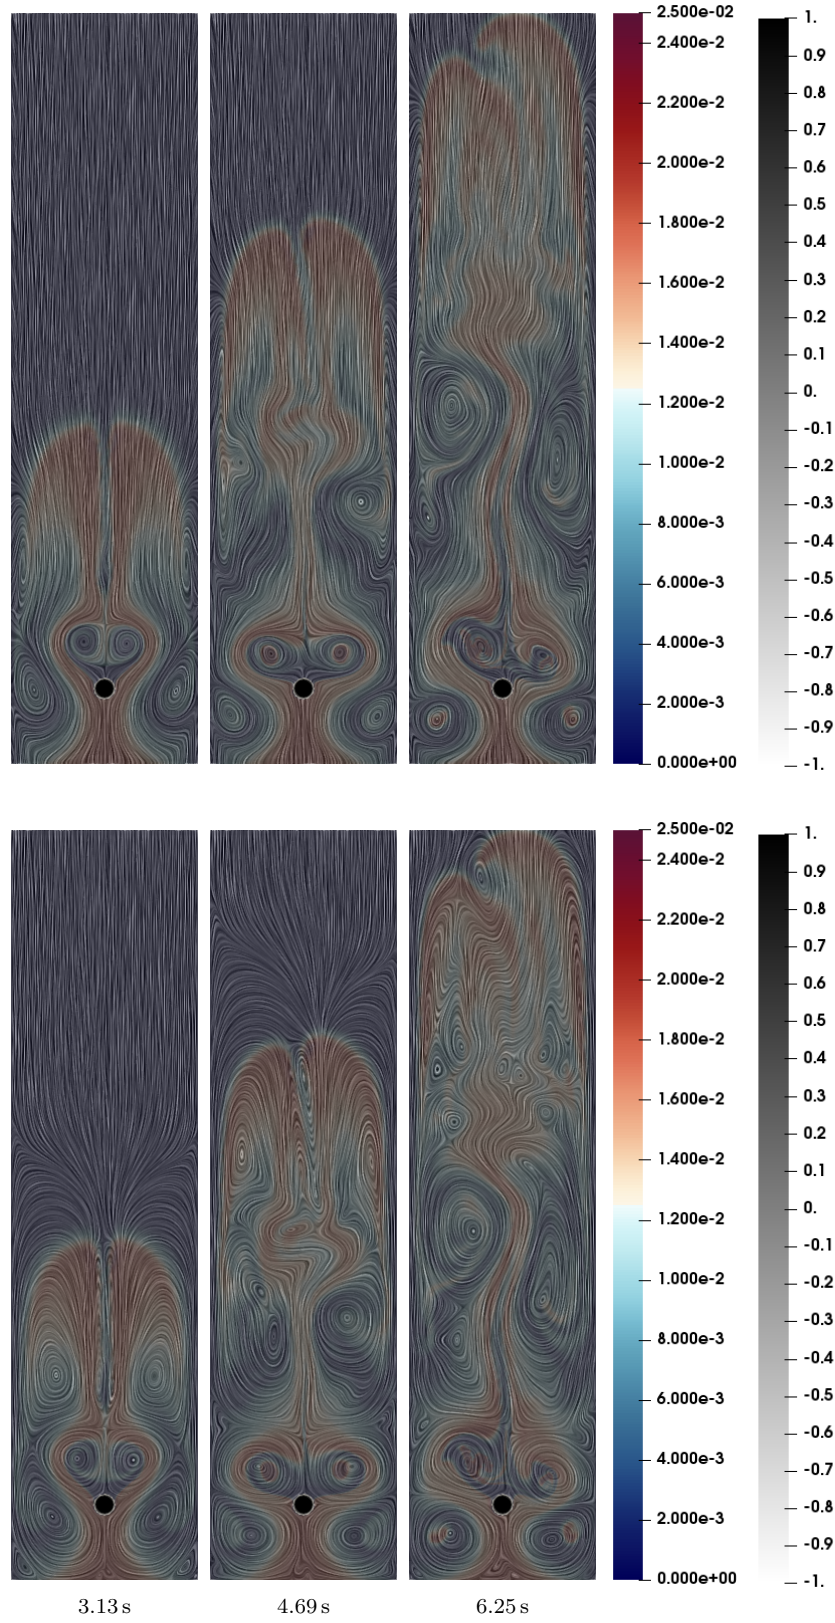 2.500e-02
2.400e-2
2.200e-2
2.000e-2
1.800e-2
1.600e-2
1.400e-2
1.200e-2
1.000e-2
8.000e-3
6.000e-3
4.000e-3
2.000e-3
0.000e+00
1.
0.9
0.8
0.7
0.6
0.5
0.4
0.3
0.2
0.1
0.
-0.1
-0.2
-0.3
-0.4
-0.5
-0.6
-0.7
-0.8
-0.9
-1.
2.500e-02
2.400e-2
2.200e-2
2.000e-2
1.800e-2
1.600e-2
1.400e-2
1.200e-2
1.000e-2
8.000e-3
6.000e-3
4.000e-3
2.000e-3
0.000e+00
1.
0.9
0.8
0.7
0.6
0.5
0.4
0.3
0.2
0.1
0.
-0.1
-0.2
-0.3
-0.4
-0.5
-0.6
-0.7
-0.8
-0.9
-1.
3.13 s 4.69 s 6.25 s